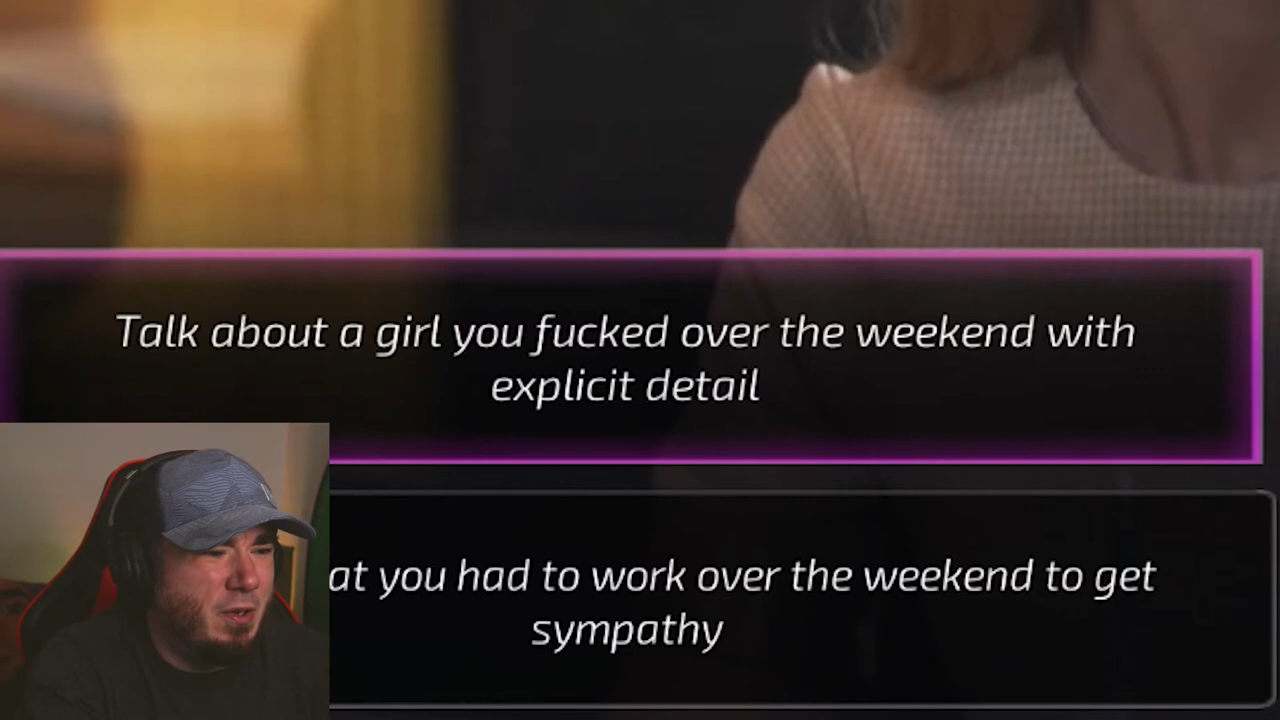 Talk about a girl you fucked over the weekend with
explicit detail
at you had to work over the weekend to get
sympathy